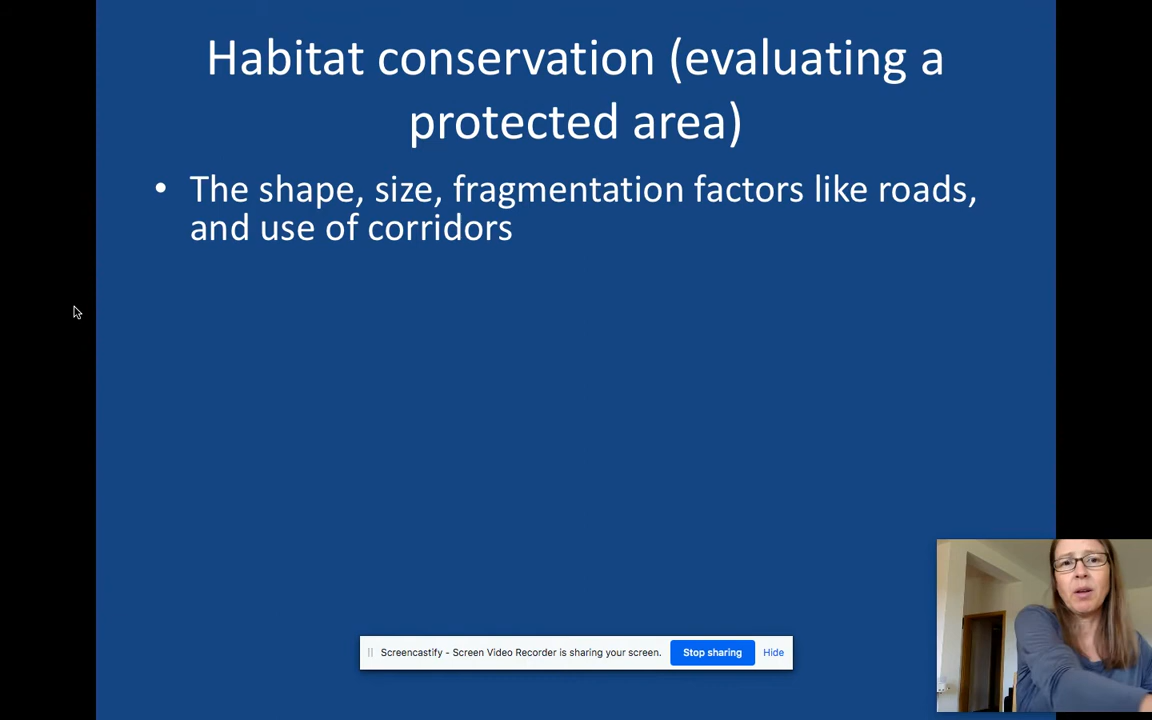 Habitat conservation (evaluating a
protected area)
• The shape, size, fragmentation factors like roads,
and use of corridors
Screencastify - Screen Video Recorder is sharing your screen.
Stop sharing
Hide